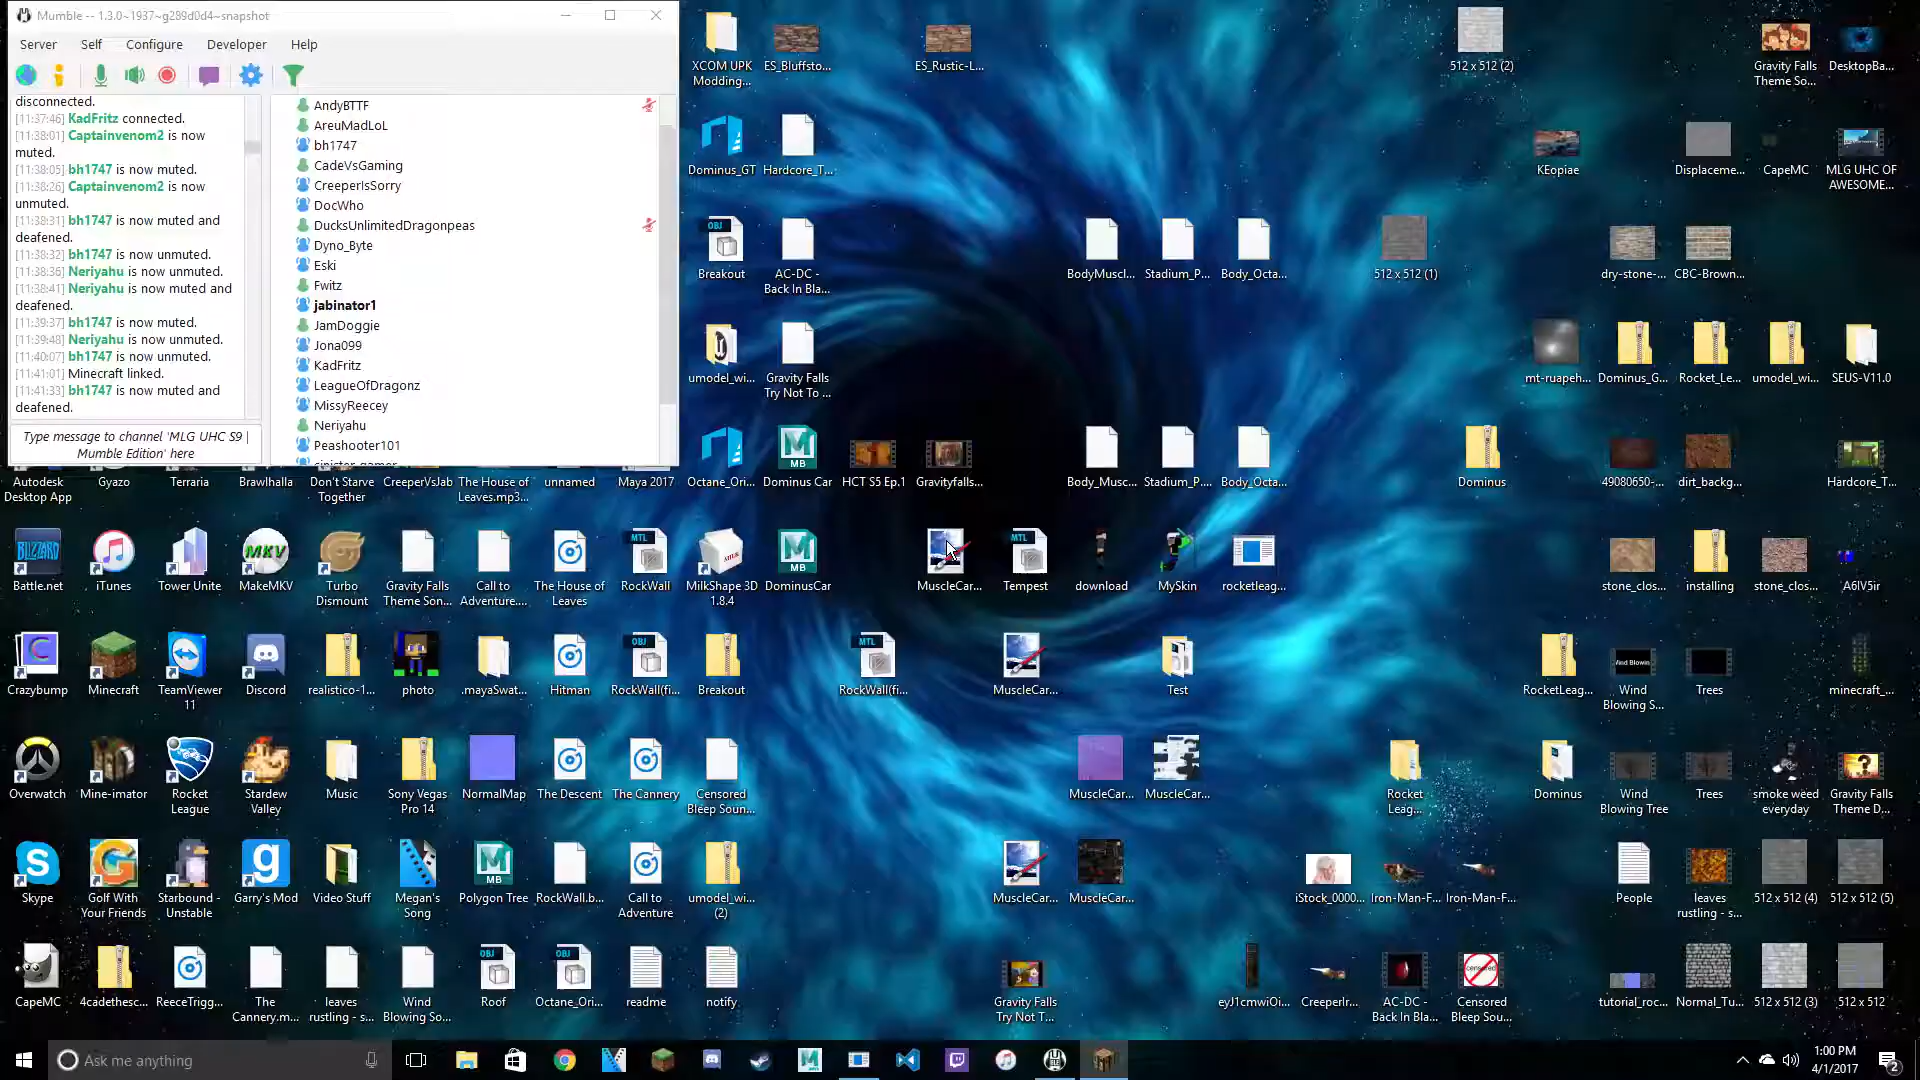 Mumble -- 1.3.0~1937~g289d0d4~snapshot
Server Self Configure Developer Help
disconnected.
[11:37:46] KadFritz connected.
[11:38:01] Captainvenom2 is now
muted.
[11:38:05] bh1747 is now muted.
[11:38:26] Captainvenom2 is now
unmuted.
[11:38:31] bh1747 is now muted and
deafened.
[11:38:32] bh1747 is now unmuted.
[11:38:36] Neriyahu is now unmuted.
[11:38:41] Neriyahu is now muted and
deafened.
[11:39:37] bh1747 is now muted.
[11:39:48] Neriyahu is now unmuted.
[11:40:07] bh1747 is now unmuted.
[11:41:01] Minecraft linked.
[11:41:33] bh1747 is now muted and
deafened.
Type message to channel 'MLG UHC S9 |
Mumble Edition' here
AndyBTTF
AreuMadLoL
bh1747
CadeVsGaming
CreeperIsSorry
DocWho
DucksUnlimitedDragonpeas
Dyno_Byte
Eski
Fwitz
jabinator1
JamDoggie
Jona099
KadFritz
LeagueOfDragonz
MissyReecey
Neriyahu
Peashooter101
XCOM UPK ES_Bluffsto... ES_Rustic-L... 512 x 512 (2) Gravity Falls DesktopBa...
Modding... Theme So...
Dominus_GT Hardcore_T... KEopiae Displaceme... CapeMC MLG UHC OF
AWESOME...
Breakout AC-DC - BodyMuscl... Stadium_P... Body_Octa... 512 x 512 (1) dry-stone-... CBC-Brown...
Back In Bla...
umodel_wi... Gravity Falls mt-ruapeh... Dominus_G... Rocket_Le... umodel_wi... SEUS-V11.0
Try Not To ...
Autodesk Gyazo Terraria Brawlhalla Don't Starve CreeperVsJab The House of unnamed Maya 2017 Octane_Ori... Dominus Car HCT S5 Ep.1 Gravityfalls... Body_Musc... Stadium_P... Body_Octa... Dominus 49080650-... dirt_backg... Hardcore_T...
Desktop App Together Leaves.mp3...
Battle.net iTunes Tower Unite MakeMKV Turbo Gravity Falls Call to The House of RockWall MilkShape 3D DominusCar MuscleCar... Tempest download MySkin rocketleag... stone_clos... installing stone_clos... A6IV5ir
Dismount Theme Son... Adventure.... Leaves 1.8.4
Crazybump Minecraft TeamViewer Discord realistico-1... photo .mayaSwat... Hitman RockWall(fi... Breakout RockWall(fi... MuscleCar... Test RocketLeag... Wind Trees minecraft_...
11 Blowing S...
Overwatch Mine-imator Rocket Stardew Music Sony Vegas NormalMap The Descent The Cannery Censored MuscleCar... MuscleCar... Rocket Dominus Wind Trees smoke weed Gravity Falls
League Valley Pro 14 Bleep Soun... Leag... Blowing Tree everyday Theme D...
Skype Golf With Starbound - Garry's Mod Video Stuff Megan's Polygon Tree RockWall.b... Call to umodel_wi... MuscleCar... MuscleCar... iStock_0000... Iron-Man-F... Iron-Man-F... People leaves 512 x 512 (4) 512 x 512 (5)
Your Friends Unstable Song Adventure (2) rustling - s...
CapeMC 4cadethesc... ReeceTrigg... The leaves Wind Roof Octane_Ori... readme notify Gravity Falls eyJ1cmwiOi... CreeperIr... AC-DC - Censored tutorial_roc... Normal_Tu... 512 x 512 (3) 512 x 512
Cannery.m... rustling - s... Blowing So... Try Not T... Back In Bla... Bleep Sou...
Ask me anything
1:00 PM
4/1/2017
2